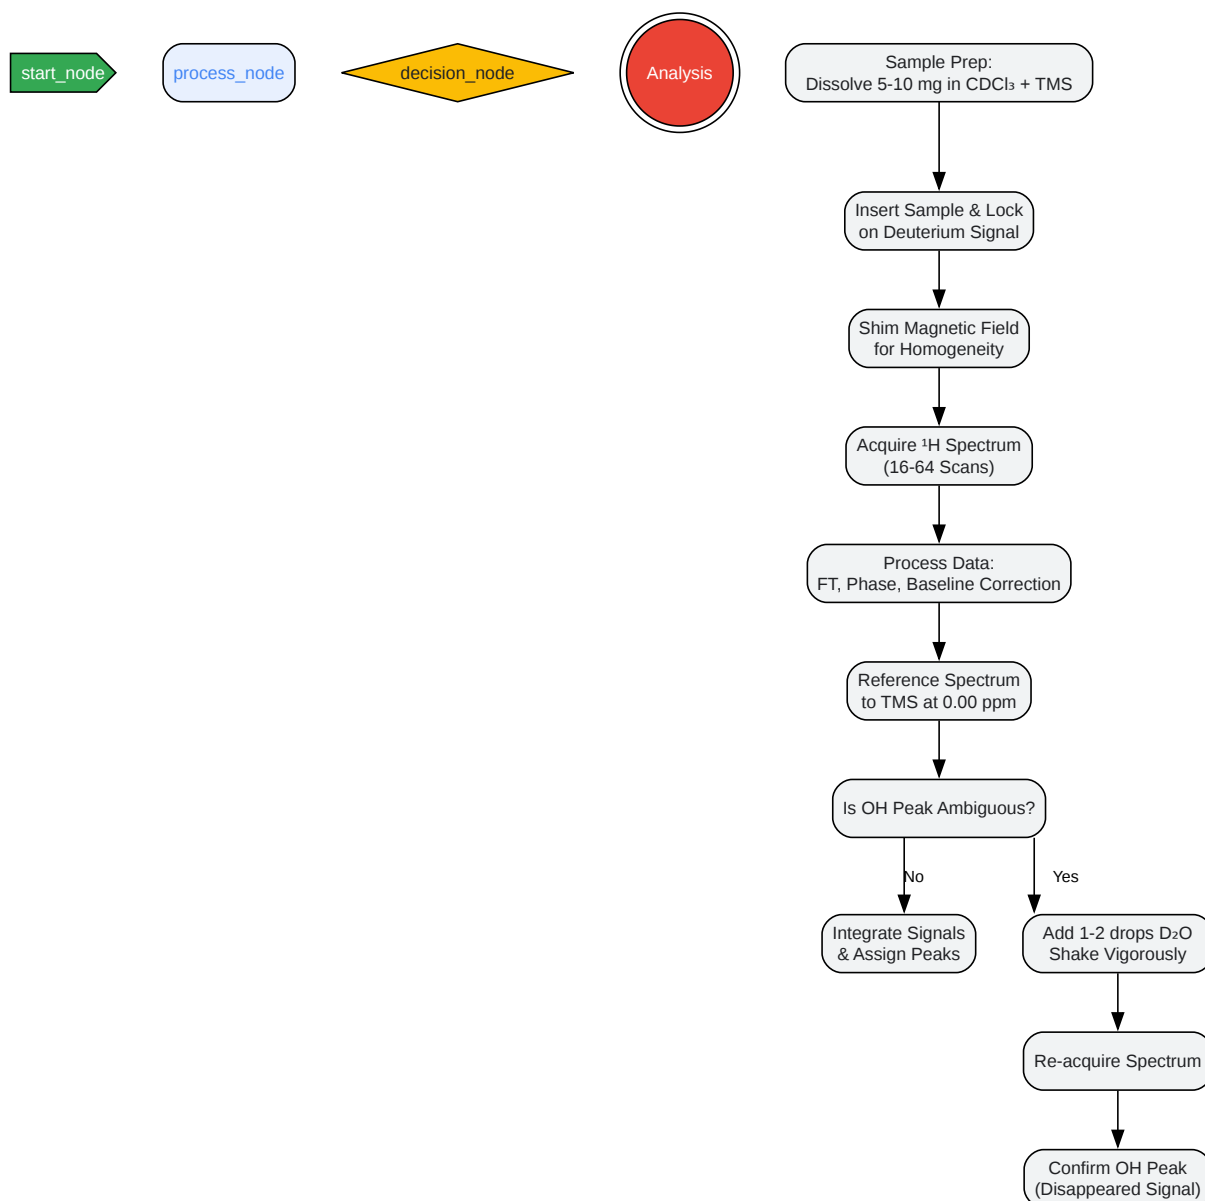 start_node
process_node
decision_node
Analysis
Sample Prep:
Dissolve 5-10 mg in CDCl₃ + TMS
Insert Sample & Lock
on Deuterium Signal
Shim Magnetic Field
for Homogeneity
Acquire ¹H Spectrum
(16-64 Scans)
Process Data:
FT, Phase, Baseline Correction
Reference Spectrum
to TMS at 0.00 ppm
Is OH Peak Ambiguous?
No
Yes
Integrate Signals
& Assign Peaks
Add 1-2 drops D₂O
Shake Vigorously
Re-acquire Spectrum
Confirm OH Peak
(Disappeared Signal)